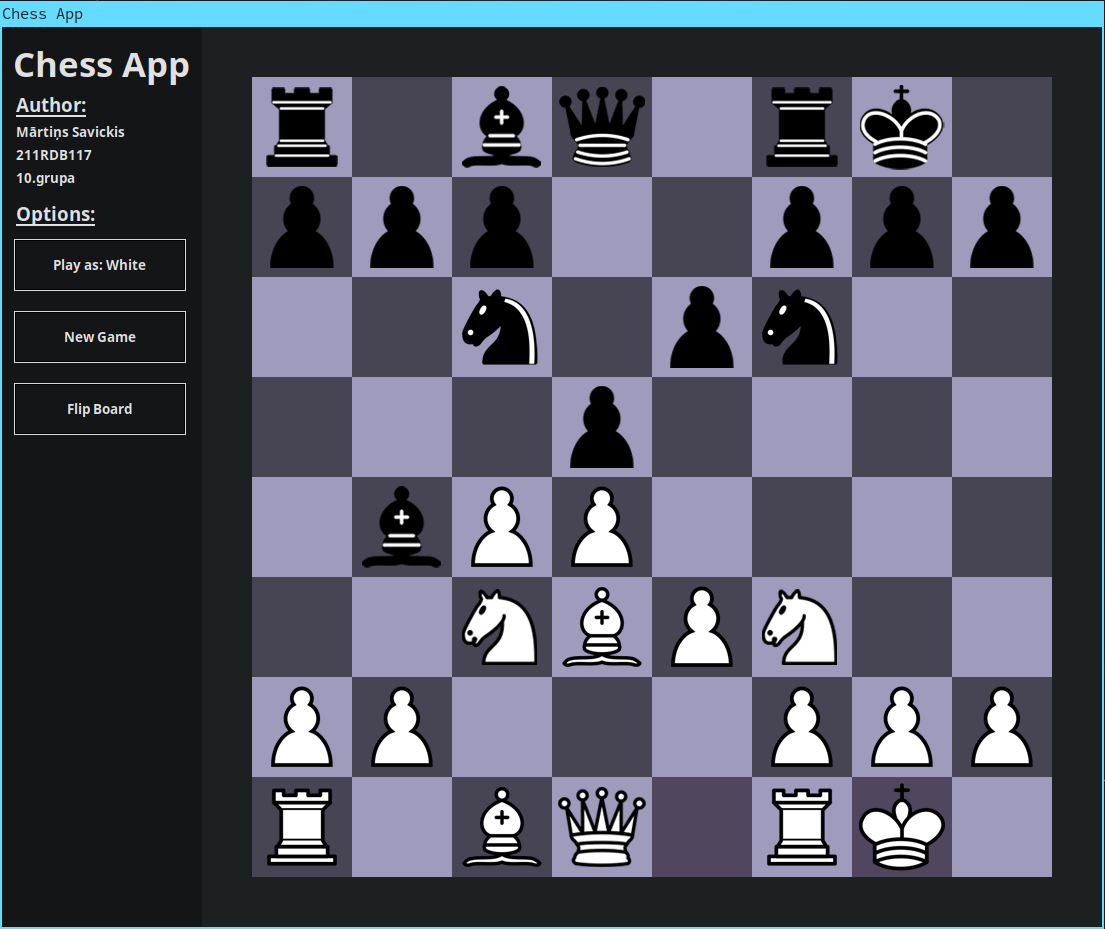 Chess App
Chess App
Author:
Mārtiņs Savickis
211RDB117
10.grupa
Options:
Play as: White
New Game
Flip Board